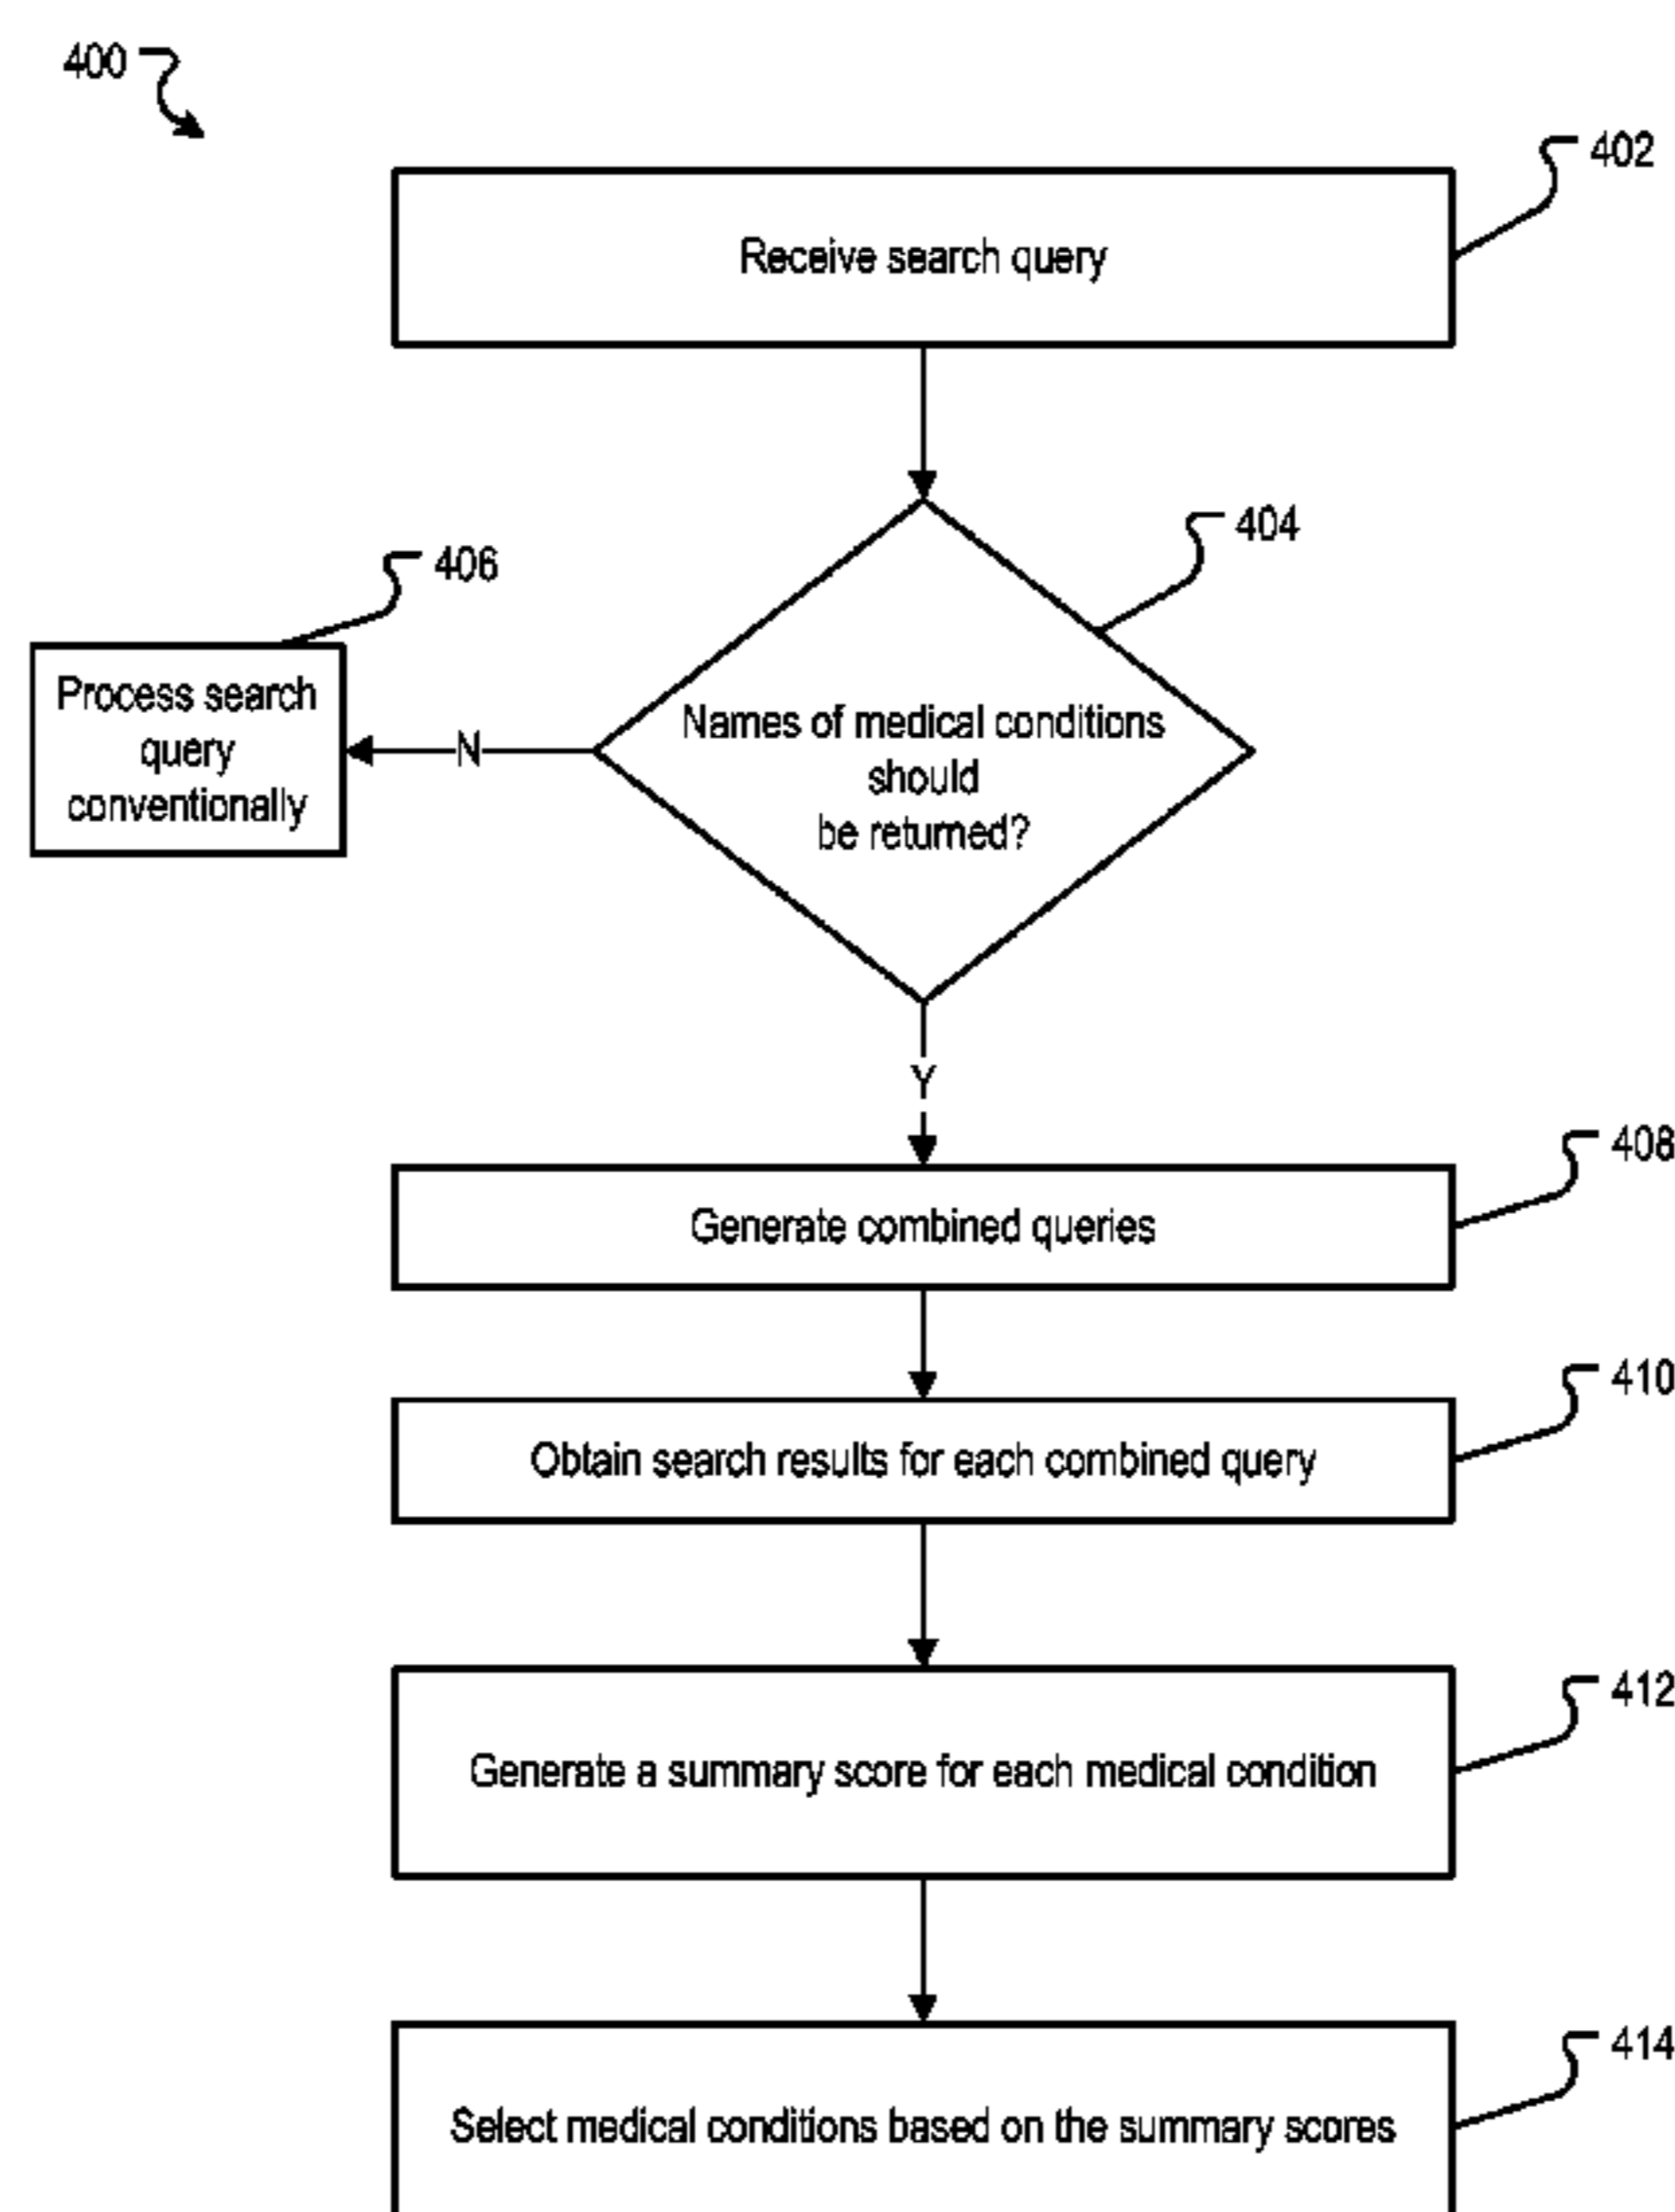 400
402
Receive search query
404
406
Process search
query
conventionally
N
Names of medical conditions
should
be returned?
Y
408
Generate combined queries
410
Obtain search results for each combined query
412
Generate a summary score for each medical condition
414
Select medical conditions based on the summary scores